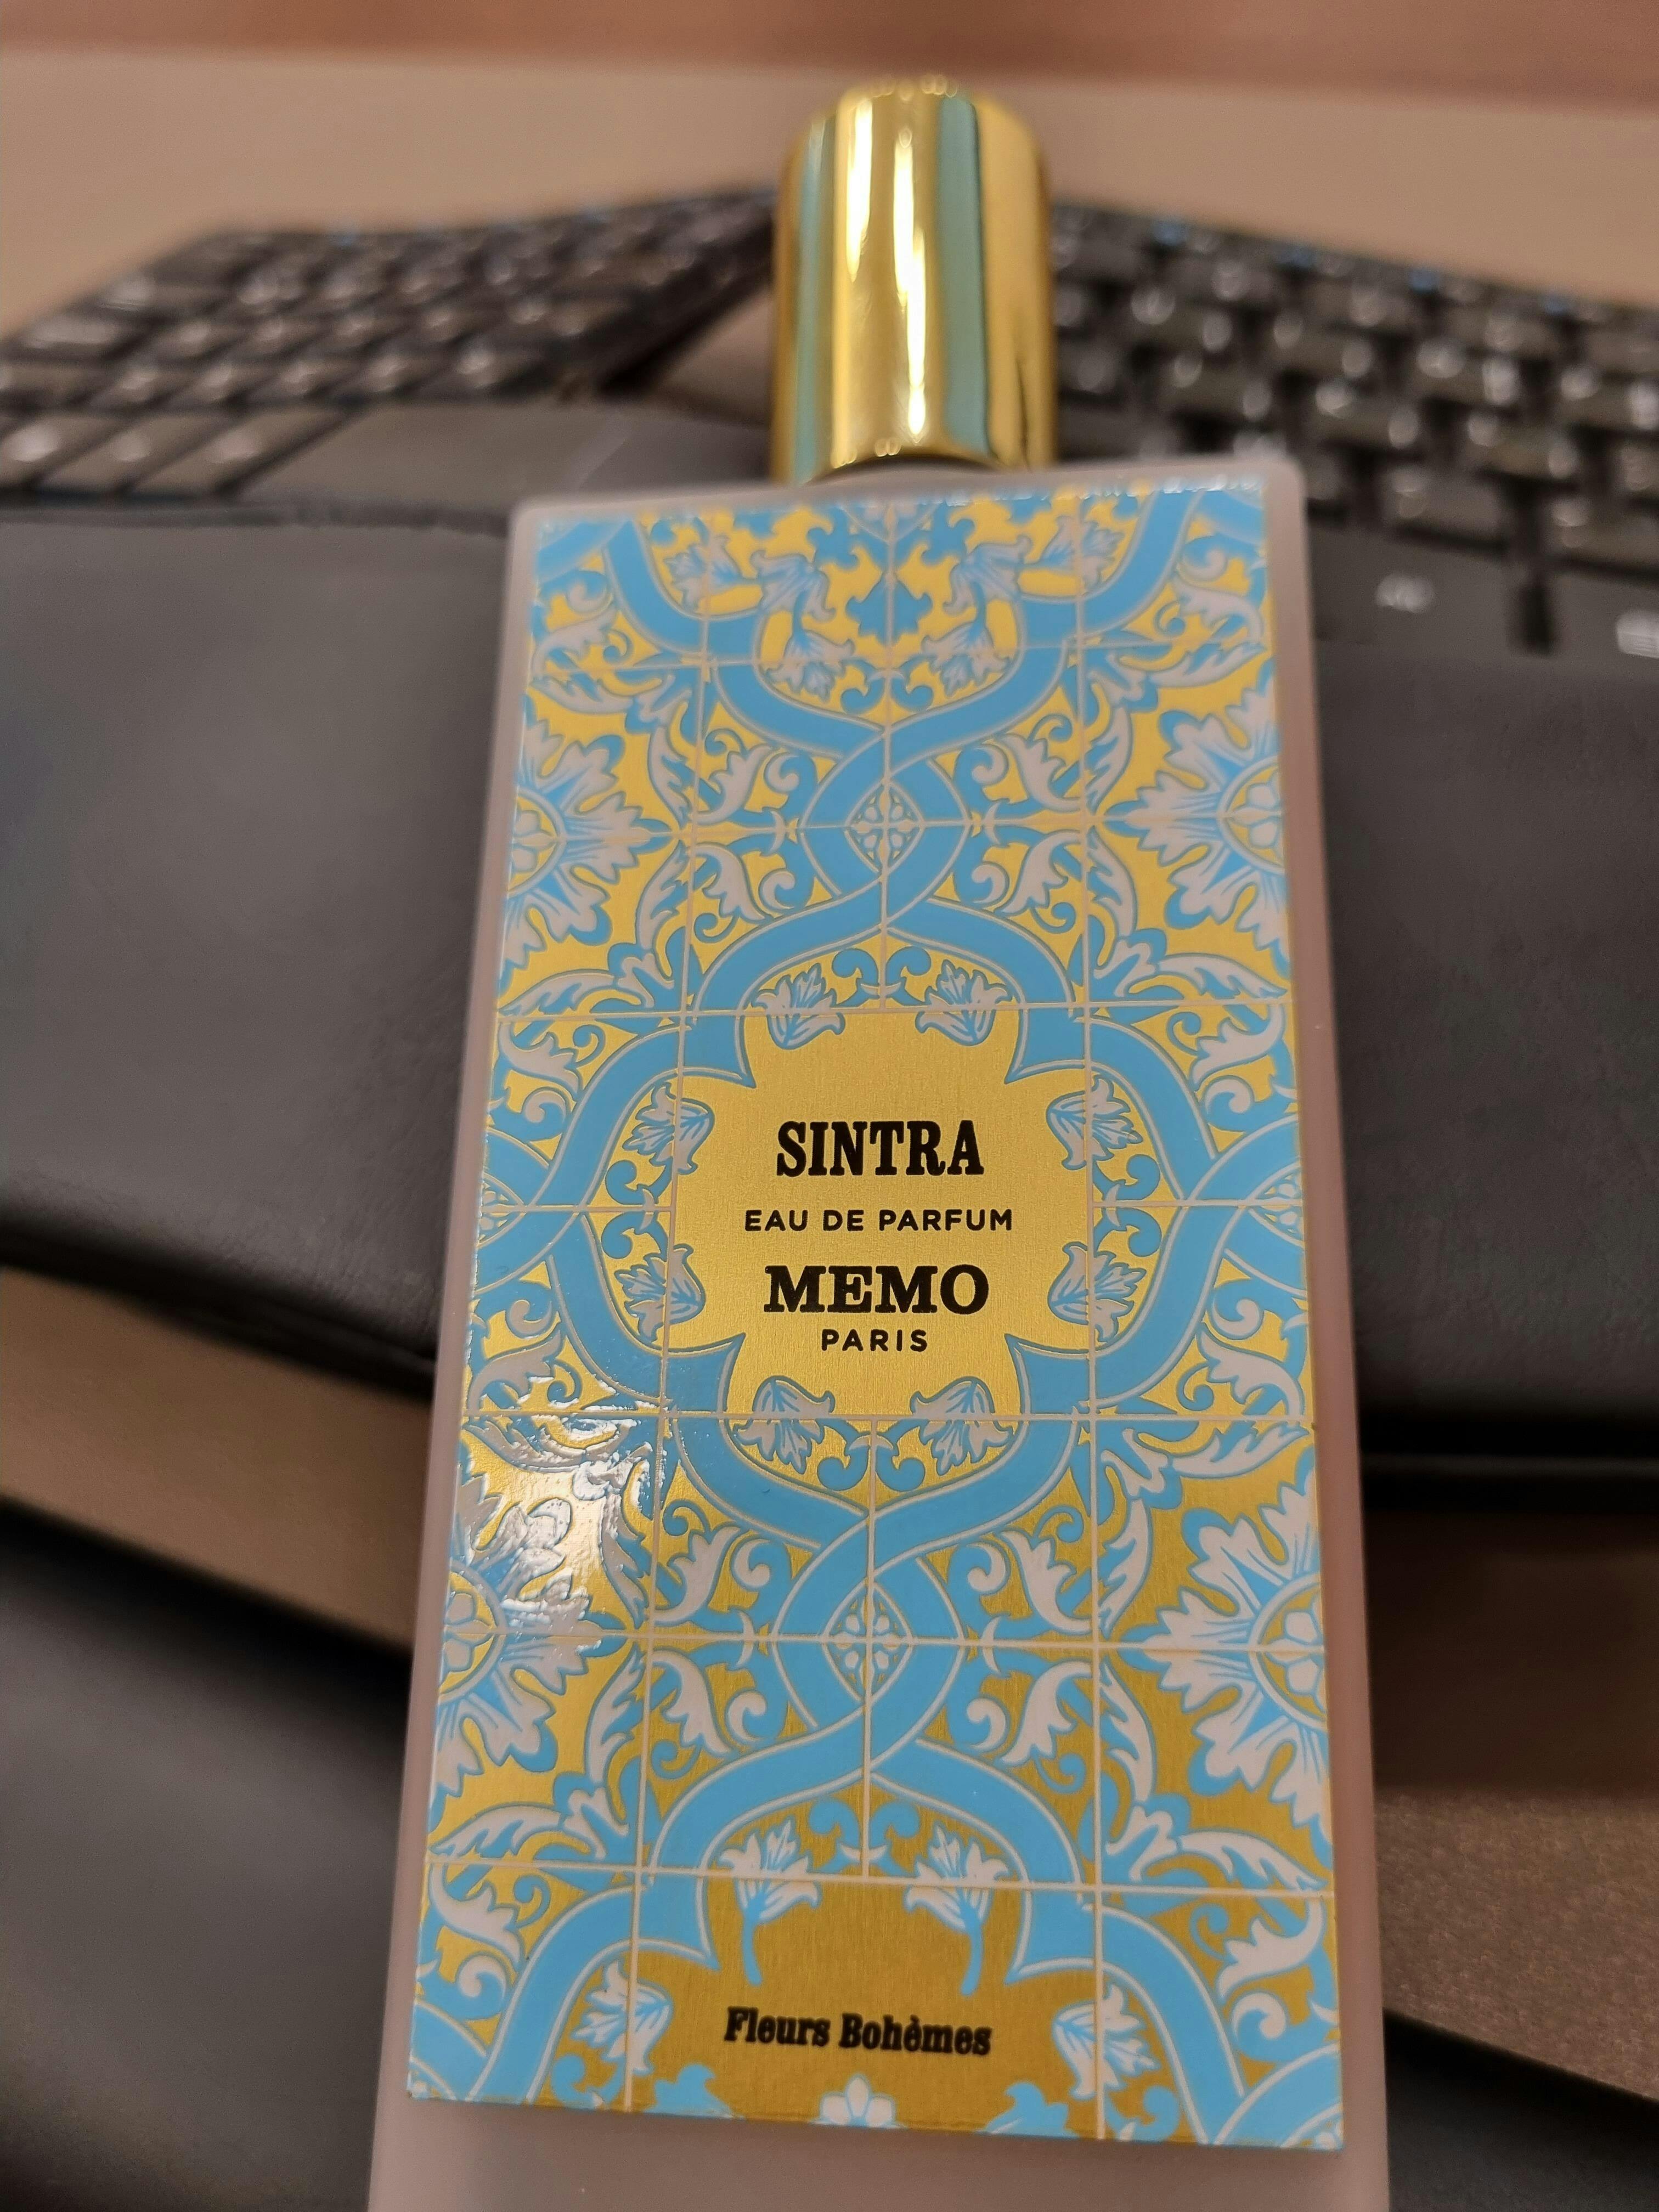 SINTRA
EAU DE PARFUM
MEMO
PARIS
Fleurs Bohèmes